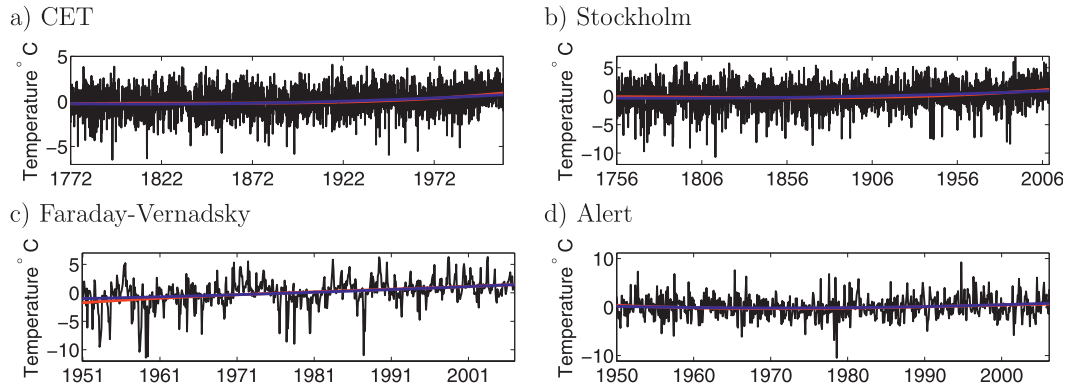 a) CET
Temperature ° C
5
0
−5
1772 1822 1872 1922 1972
b) Stockholm
Temperature ° C
5
0
−5
−10
1756 1806 1856 1906 1956 2006
c) Faraday-Vernadsky
Temperature ° C
5
0
−5
−10
1951 1961 1971 1981 1991 2001
d) Alert
Temperature ° C
10
0
−10
1950 1960 1970 1980 1990 2000